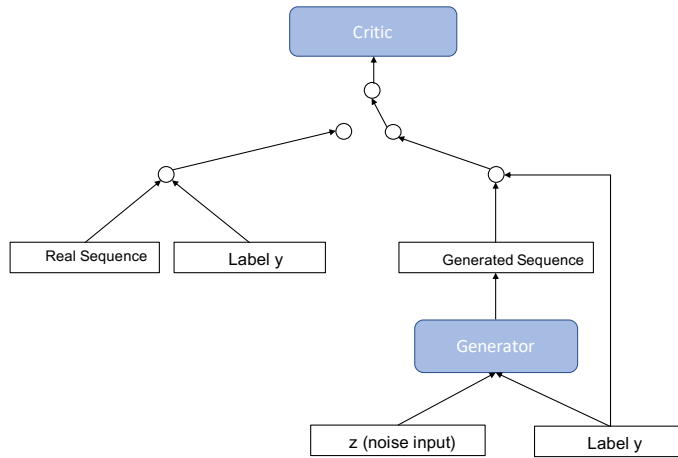 Critic
Real Sequence
Label y
Generated Sequence
Generator
z (noise input)
Label y